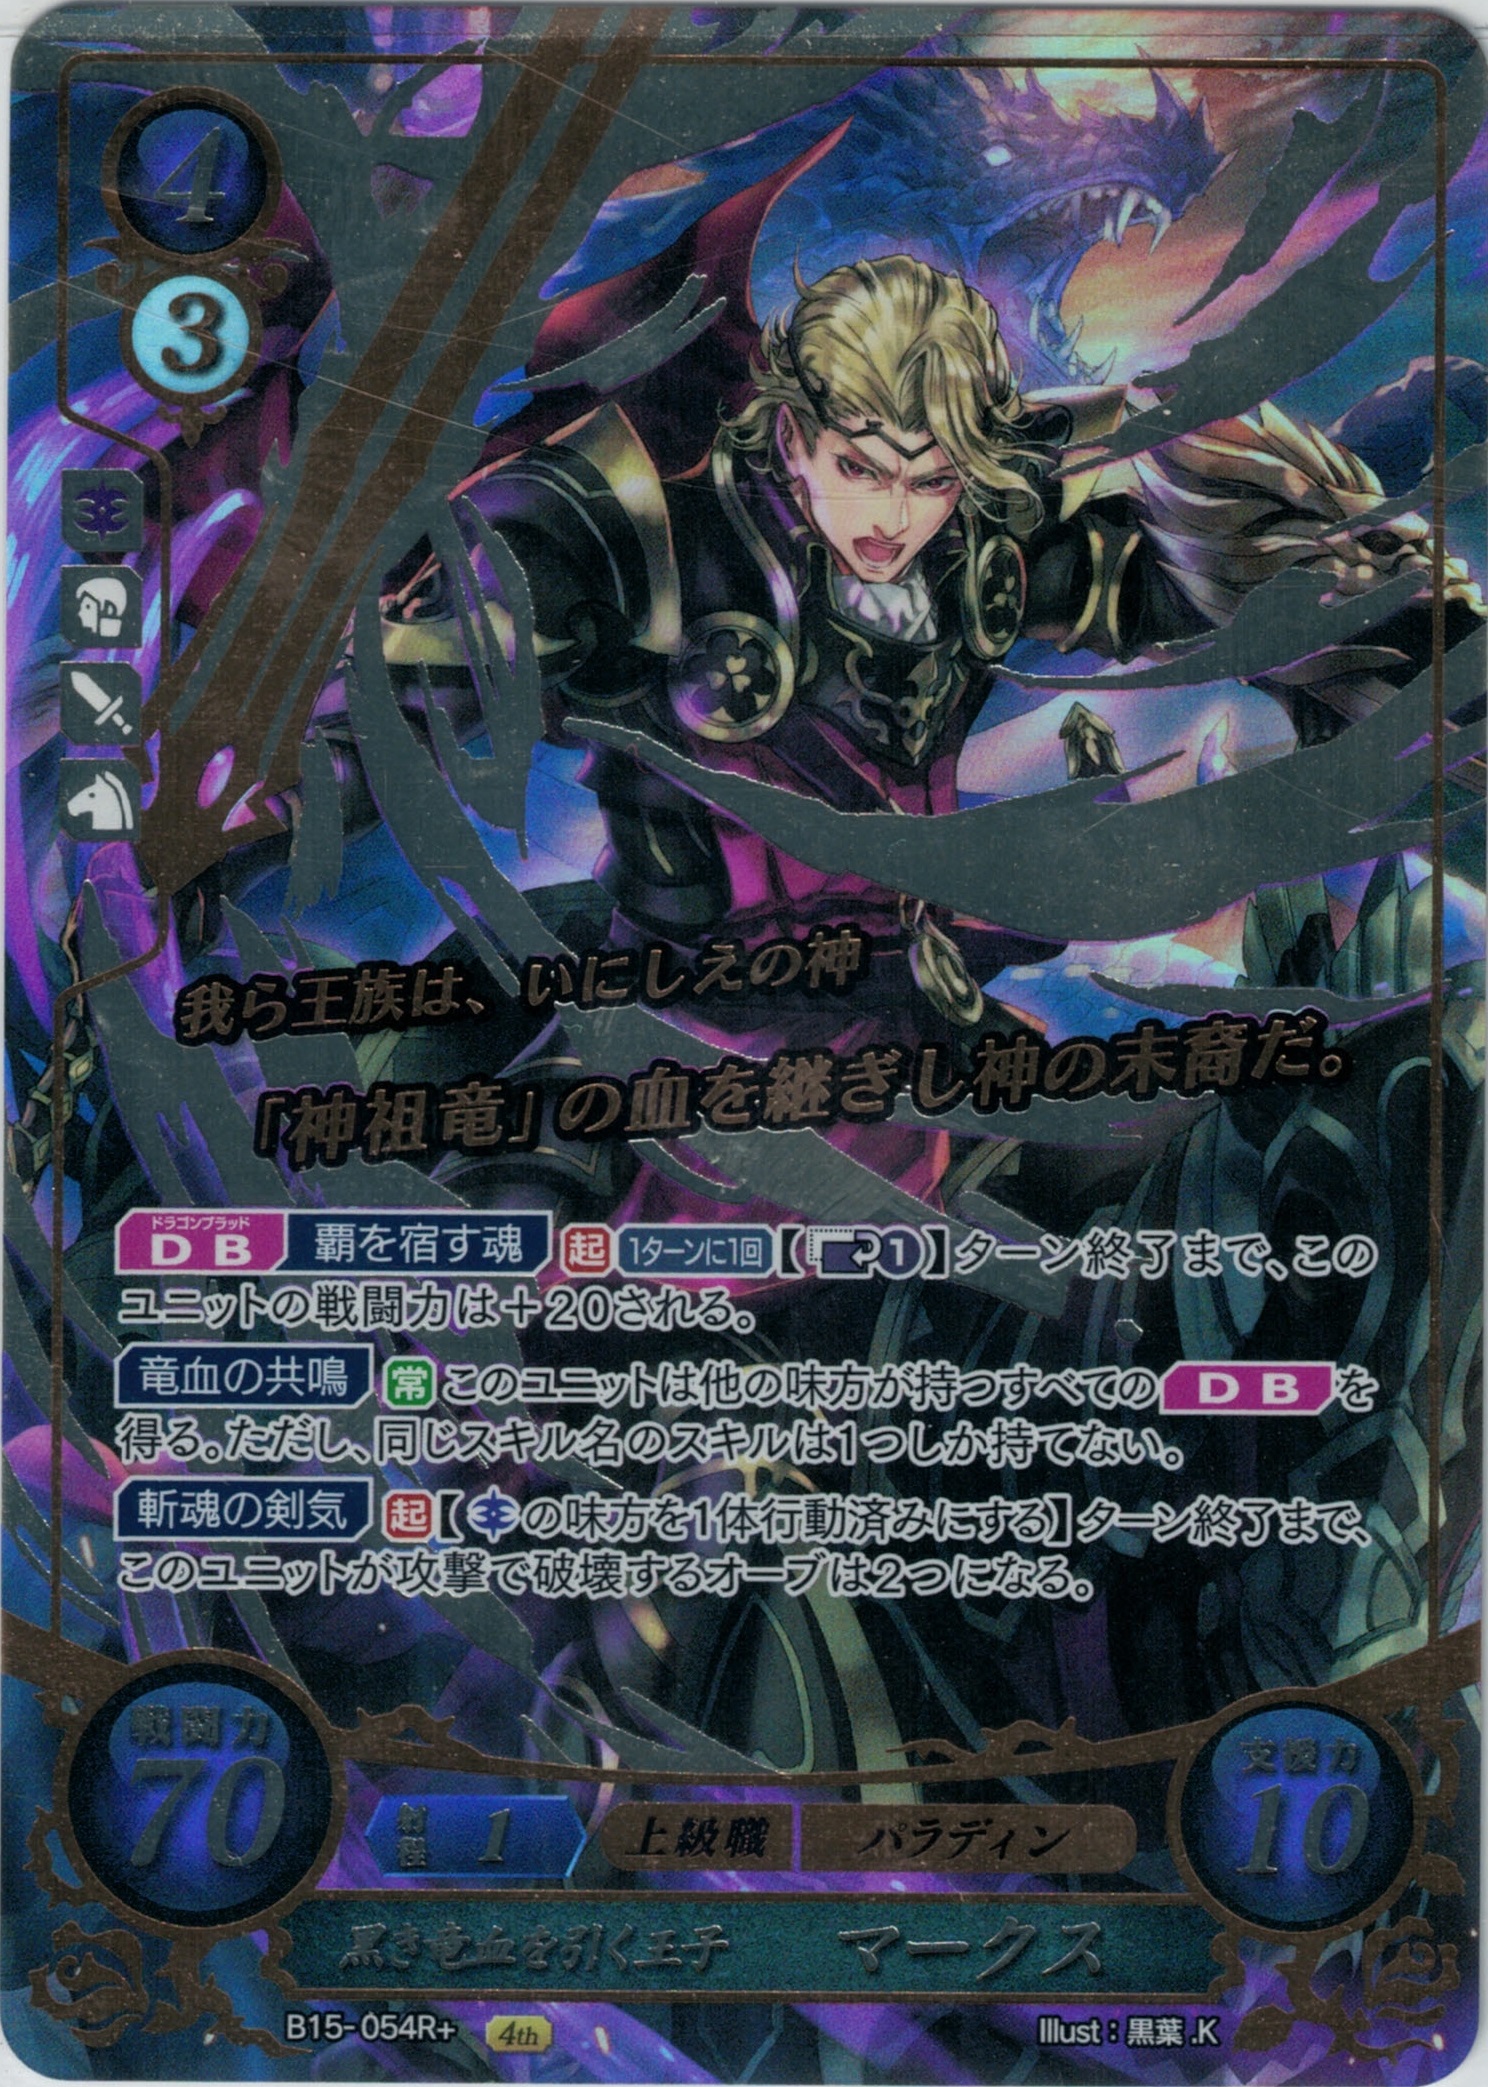 4
3
我ら王族は、いにしえの神
「神祖竜」の血を継ぎし神の末裔だ。
ドラゴンブラッド
DB 覇を宿す魂 起 1ターンに1回【1】ターン終了まで、この
ユニットの戦闘力は+20される。
竜血の共鳴 常 このユニットは他の味方が持つすべての DB を
得る。ただし、同じスキル名のスキルは1つしか持てない。
斬魂の剣気 起【の味方を1体行動済みにする】ターン終了まで、
このユニットが攻撃で破壊するオーブは2つになる。
戦闘力
70
射程 1
上級職 パラディン
支援力
10
黒き竜血を引く王子 マークス
B15-054R+ 4th Illust:黒葉.K